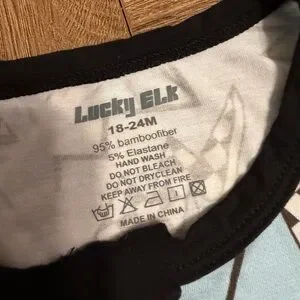 Lucky Elk
18-24M
95% bamboofiber
5% Elastane
HAND WASH
DO NOT BLEACH
DO NOT DRYCLEAN
KEEP AWAY FROM FIRE
MADE IN CHINA